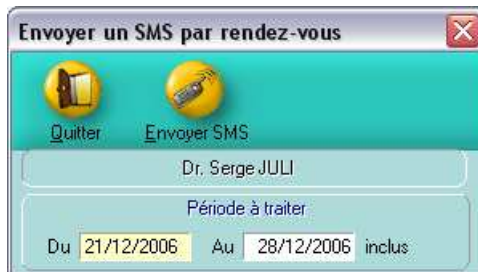 Envoyer un SMS par rendez-vous
Quitter Envoyer SMS
Dr. Serge JULI
Période à traiter
Du 21/12/2006 Au 28/12/2006 inclus